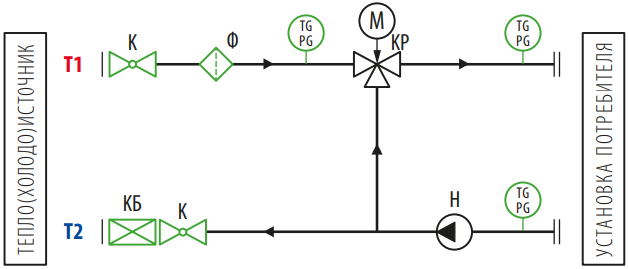 ТЕПЛО(ХОЛОДО)ИСТОЧНИК
T1
К
Ф
TG
PG
M
КР
TG
PG
T2
КБ
К
Н
TG
PG
УСТАНОВКА ПОТРЕБИТЕЛЯ